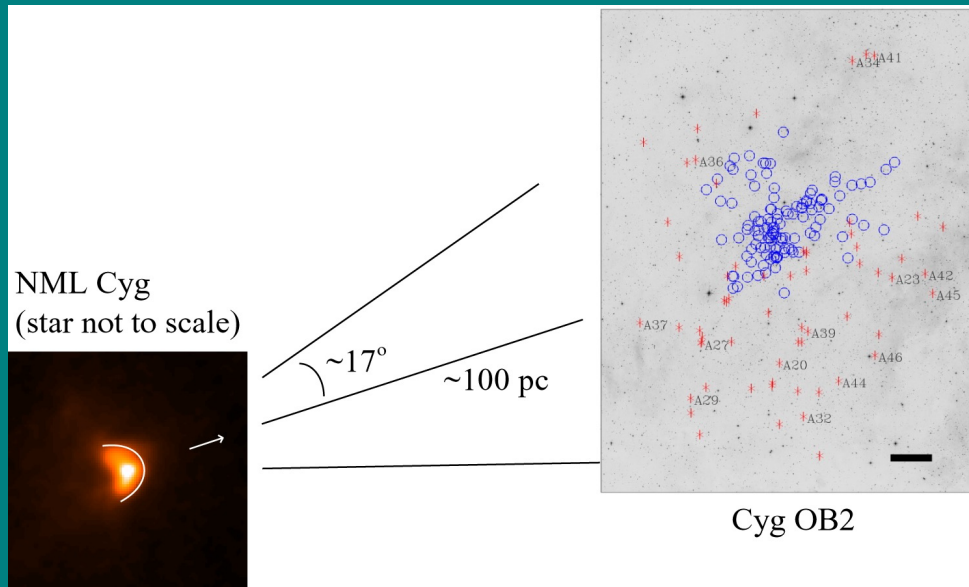 A34
A41
A36
NML Cyg
(star not to scale)
A23
A42
A45
~17°
A37
A39
A27
~100 pc
A46
A20
A44
A29
A32
Cyg OB2